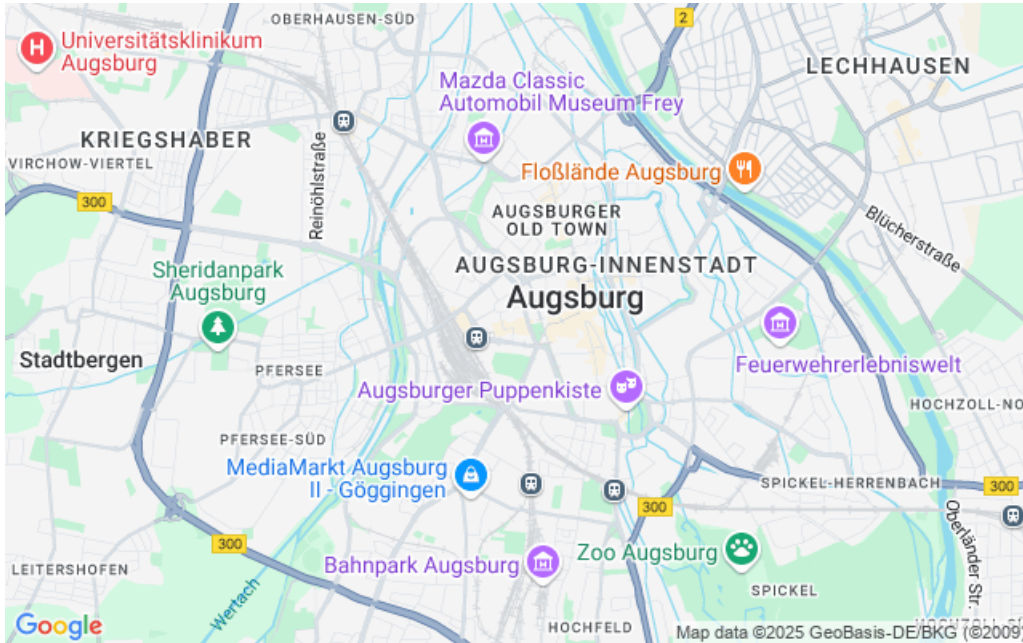 OBERHAUSEN-SÜD
2
Universitätsklinikum
Augsburg
LECHHAUSEN
Mazda Classic
Automobil Museum Frey
KRIEGSHABER
VIRCHOW-VIERTEL
Reinöhlstraße
Floßlände Augsburg
300
AUGSBURGER
OLD TOWN
Blücherstraße
AUGSBURG-INNENSTADT
Sheridanpark
Augsburg
Augsburg
Stadtbergen
PFERSEE
Feuerwehrerlebniswelt
Augsburger Puppenkiste
HOCHZOLL-NO
PFERSEE-SÜD
MediaMarkt Augsburg
II - Göggingen
SPICKEL-HERRENBACH
300
300
Oberländer Str.
300
Zoo Augsburg
Bahnpark Augsburg
LEITERSHOFEN
Wertach
SPICKEL
Google
HOCHFELD
Map data ©2025 GeoBasis-DE/BKG (©2009